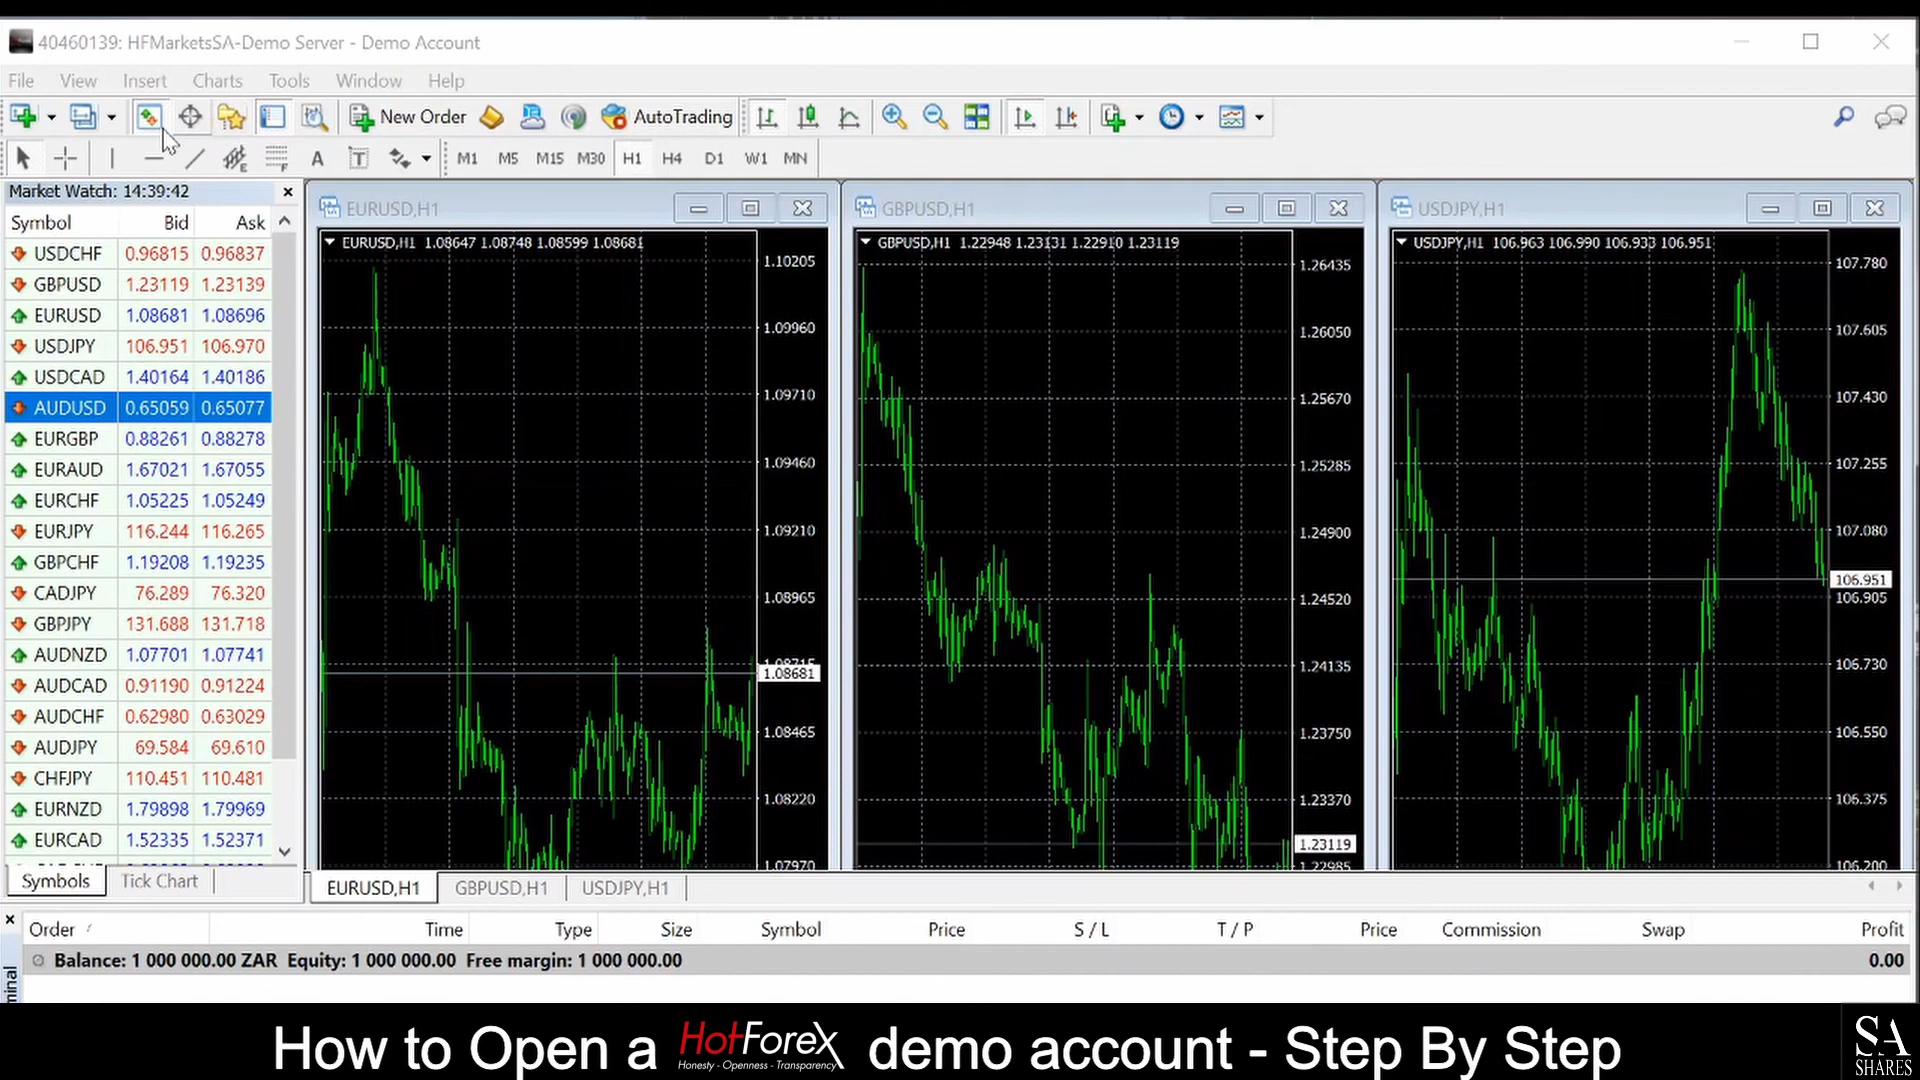 40460139: HFMarketsSA-Demo Server - Demo Account
File View Insert Charts Tools Window Help
New Order AutoTrading
A T M1 M5 M15 M30 H1 H4 D1 W1 MN
Market Watch: 14:39:42
Symbol Bid Ask
USDCHF 0.96815 0.96837
GBPUSD 1.23119 1.23139
EURUSD 1.08681 1.08696
USDJPY 106.951 106.970
USDCAD 1.40164 1.40186
AUDUSD 0.65059 0.65077
EURGBP 0.88261 0.88278
EURAUD 1.67021 1.67055
EURCHF 1.05225 1.05249
EURJPY 116.244 116.265
GBPCHF 1.19208 1.19235
CADJPY 76.289 76.320
GBPJPY 131.688 131.718
AUDNZD 1.07701 1.07741
AUDCAD 0.91190 0.91224
AUDCHF 0.62980 0.63029
AUDJPY 69.584 69.610
CHFJPY 110.451 110.481
EURNZD 1.79898 1.79969
EURCAD 1.52335 1.52371
Symbols Tick Chart
EURUSD,H1
EURUSD,H1 1.08647 1.08748 1.08599 1.08681
1.10205
1.09960
1.09710
1.09460
1.09210
1.08965
1.08715
1.08681
1.08465
1.08220
1.07970
GBPUSD,H1
GBPUSD,H1 1.22948 1.23131 1.22910 1.23119
1.26435
1.26050
1.25670
1.25285
1.24900
1.24520
1.24135
1.23750
1.23370
1.23119
1.22985
USDJPY,H1
USDJPY,H1 106.963 106.990 106.933 106.951
107.780
107.605
107.430
107.255
107.080
106.951
106.905
106.730
106.550
106.375
106.200
EURUSD,H1 GBPUSD,H1 USDJPY,H1
Order Time Type Size Symbol Price S / L T / P Price Commission Swap Profit
Balance: 1 000 000.00 ZAR Equity: 1 000 000.00 Free margin: 1 000 000.00 0.00
How to Open a HotForex demo account - Step By Step
Honesty - Openness - Transparency
SA
SHARES